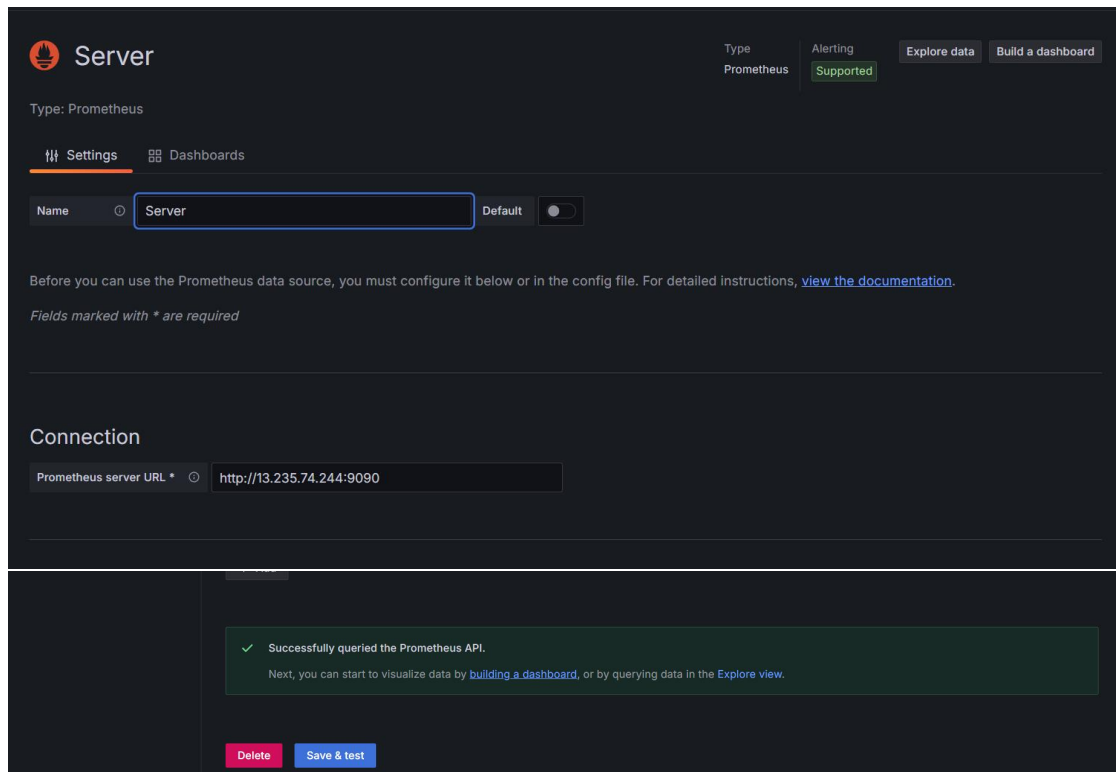 Server
Type
Prometheus
Alerting
Supported
Explore data
Build a dashboard
Type: Prometheus
Settings
Dashboards
Name
Server
Default
Before you can use the Prometheus data source, you must configure it below or in the config file. For detailed instructions, view the documentation.
Fields marked with * are required
Connection
Prometheus server URL *
http://13.235.74.244:9090
Successfully queried the Prometheus API.
Next, you can start to visualize data by building a dashboard, or by querying data in the Explore view.
Delete
Save & test